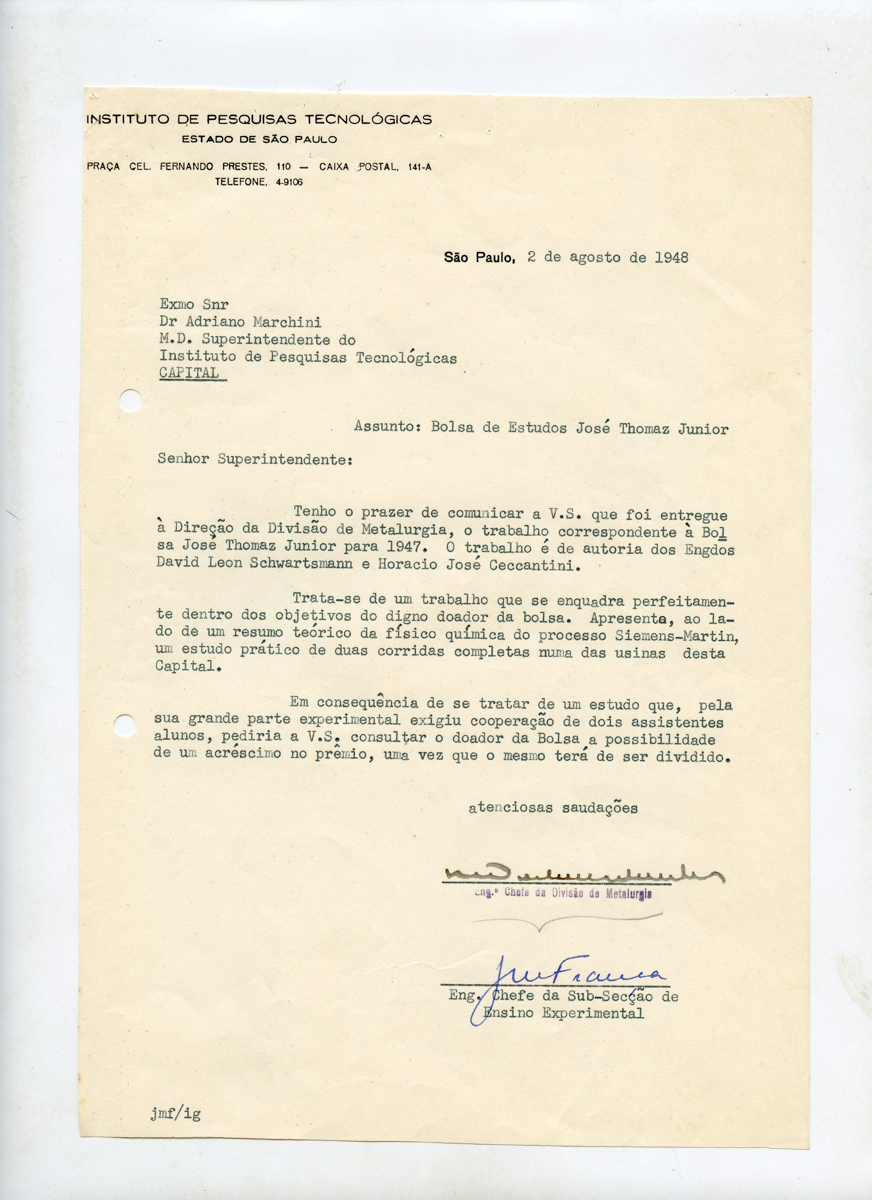 INSTITUTO DE PESQUISAS TECNOLÓGICAS
ESTADO DE SÃO PAULO
PRAÇA CEL. FERNANDO PRESTES, 110 — CAIXA POSTAL, 141-A
TELEFONE, 4-9106
São Paulo, 2 de agosto de 1948
Exmo Snr
Dr Adriano Marchini
M.D. Superintendente do
Instituto de Pesquisas Tecnológicas
CAPITAL
Assunto: Bolsa de Estudos José Thomaz Junior
Senhor Superintendente:
Tenho o prazer de comunicar a V.S. que foi entregue
à Direção da Divisão de Metalurgia, o trabalho correspondente à Bol
sa José Thomaz Junior para 1947. O trabalho é de autoria dos Engdos
David Leon Schwartsmann e Horacio José Ceccantini.
Trata-se de um trabalho que se enquadra perfeitamen-
te dentro dos objetivos do digno doador da bolsa. Apresenta, ao la-
do de um resumo teórico da físico química do processo Siemens-Martin,
um estudo prático de duas corridas completas numa das usinas desta
Capital.
Em consequência de se tratar de um estudo que, pela
sua grande parte experimental exigiu cooperação de dois assistentes
alunos, pediria a V.S. consultar o doador da Bolsa a possibilidade
de um acréscimo no prêmio, uma vez que o mesmo terá de ser dividido.
atenciosas saudações
Eng.º Chefe da Divisão de Metalurgia
Franca
Eng. Chefe da Sub-Secção de
Ensino Experimental
jmf/ig